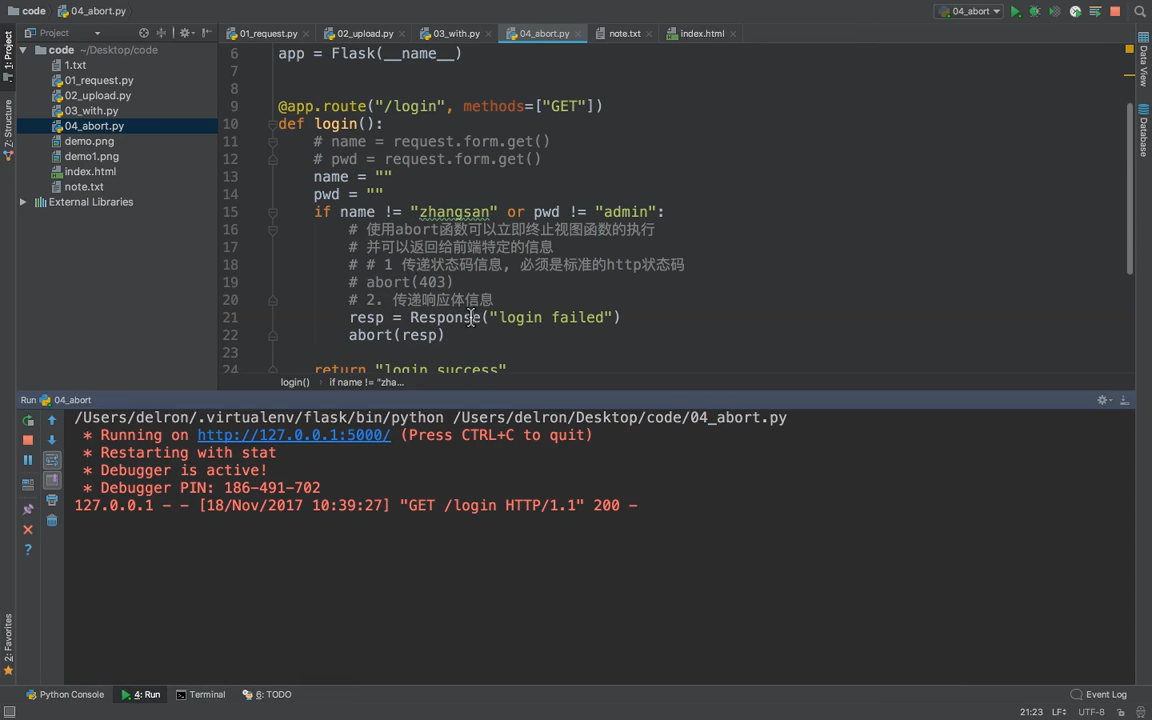 code
04_abort.py
04_abort
1: Project
Project
01_request.py
02_upload.py
03_with.py
04_abort.py
note.txt
index.html
code ~/Desktop/code
1.txt
01_request.py
02_upload.py
03_with.py
04_abort.py
demo.png
demo1.png
index.html
note.txt
External Libraries
Z: Structure
Data View
Database
6 app = Flask(__name__)
7
8
9 @app.route("/login", methods=["GET"])
10 def login():
11 # name = request.form.get()
12 # pwd = request.form.get()
13 name = ""
14 pwd = ""
15 if name != "zhangsan" or pwd != "admin":
16 # 使用abort函数可以立即终止视图函数的执行
17 # 并可以返回给前端特定的信息
18 # # 1 传递状态码信息, 必须是标准的http状态码
19 # abort(403)
20 # 2. 传递响应体信息
21 resp = Response("login failed")
22 abort(resp)
23
24 return "login success"
login() › if name != "zha...
Run 04_abort
/Users/delron/.virtualenv/flask/bin/python /Users/delron/Desktop/code/04_abort.py
* Running on http://127.0.0.1:5000/ (Press CTRL+C to quit)
* Restarting with stat
* Debugger is active!
* Debugger PIN: 186-491-702
127.0.0.1 - - [18/Nov/2017 10:39:27] "GET /login HTTP/1.1" 200 -
2: Favorites
Python Console
4: Run
Terminal
6: TODO
Event Log
21:23 LF÷ UTF-8